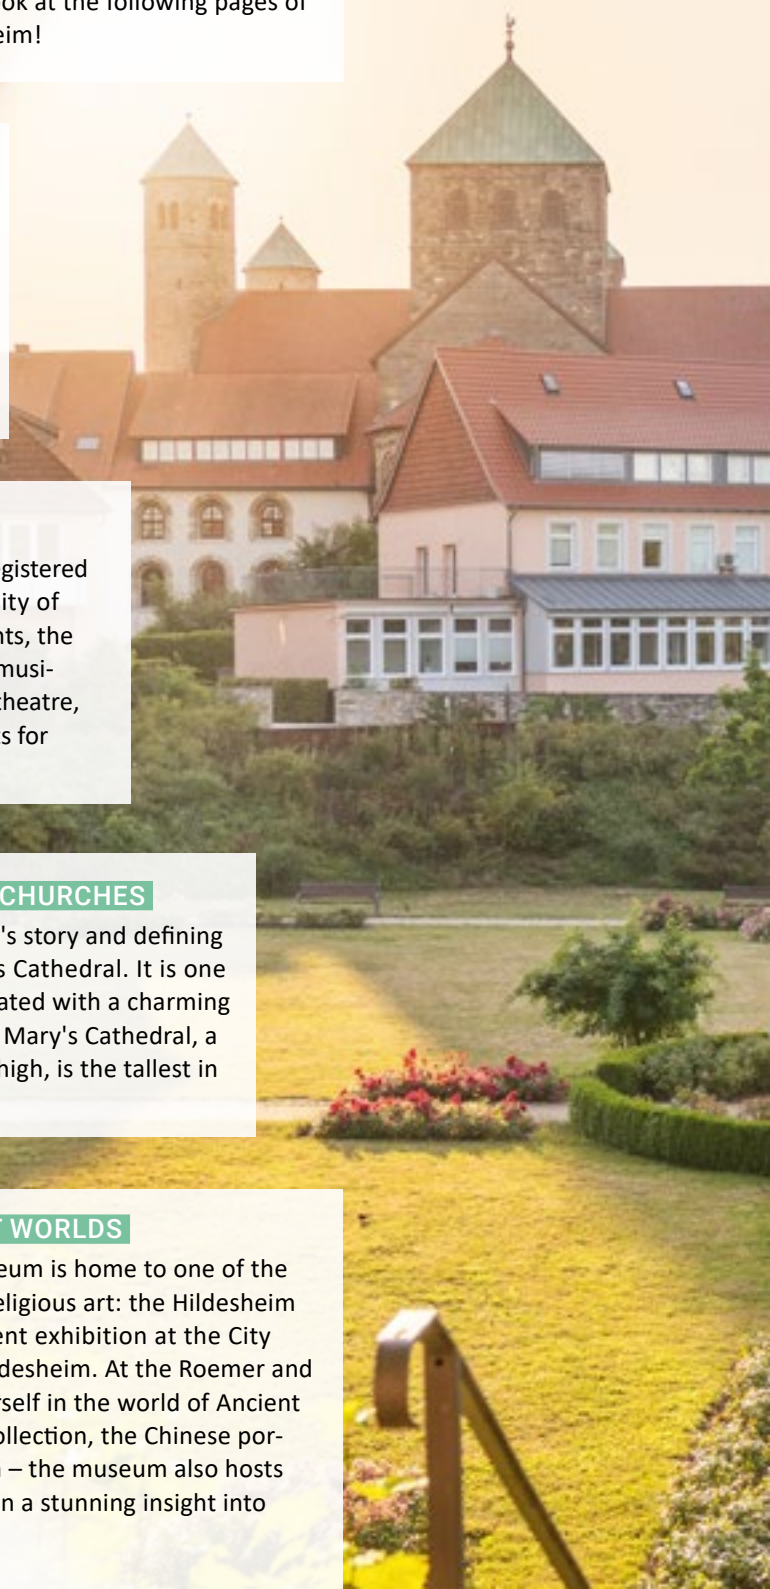 ok at the following pages of
eim!
gistered
ity of
nts, the
musi-
theatre,
s for
CHURCHES
's story and defining
s Cathedral. It is one
ated with a charming
Mary's Cathedral, a
high, is the tallest in
T WORLDS
eum is home to one of the
eligious art: the Hildesheim
ent exhibition at the City
desheim. At the Roemer and
rself in the world of Ancient
ollection, the Chinese por-
– the museum also hosts
n a stunning insight into